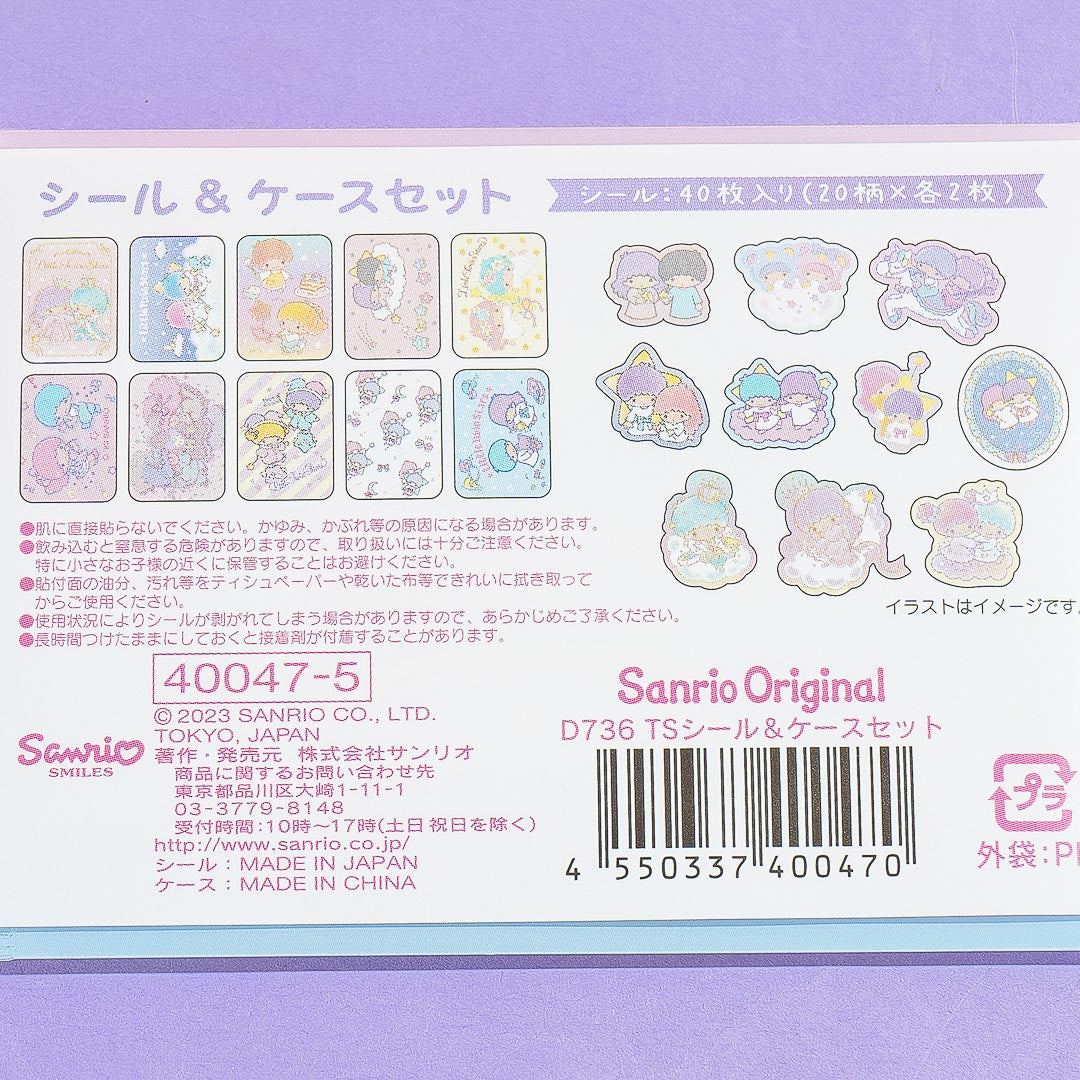 シール & ケースセット
シール:40枚入り(20柄×各2枚)
Little Twin Stars
●肌に直接貼らないでください。かゆみ、かぶれ等の原因になる場合があります。
●飲み込むと窒息する危険がありますので、取り扱いには十分ご注意ください。
特に小さなお子様の近くに保管することはお避けください。
●貼付面の油分、汚れ等をティシュペーパーや乾いた布等できれいに拭き取って
からご使用ください。
●使用状況によりシールが剥がれてしまう場合がありますので、あらかじめご了承ください。
●長時間つけたままにしておくと接着剤が付着することがあります。
イラストはイメージです。
40047-5
© 2023 SANRIO CO., LTD.
TOKYO, JAPAN
著作・発売元 株式会社サンリオ
商品に関するお問い合わせ先
東京都品川区大崎1-11-1
03-3779-8148
受付時間:10時～17時(土日祝日を除く)
http://www.sanrio.co.jp/
シール:MADE IN JAPAN
ケース:MADE IN CHINA
Sanrio
SMILES
Sanrio Original
D736 TSシール&ケースセット
4 550337 400470
プラ
外袋:P